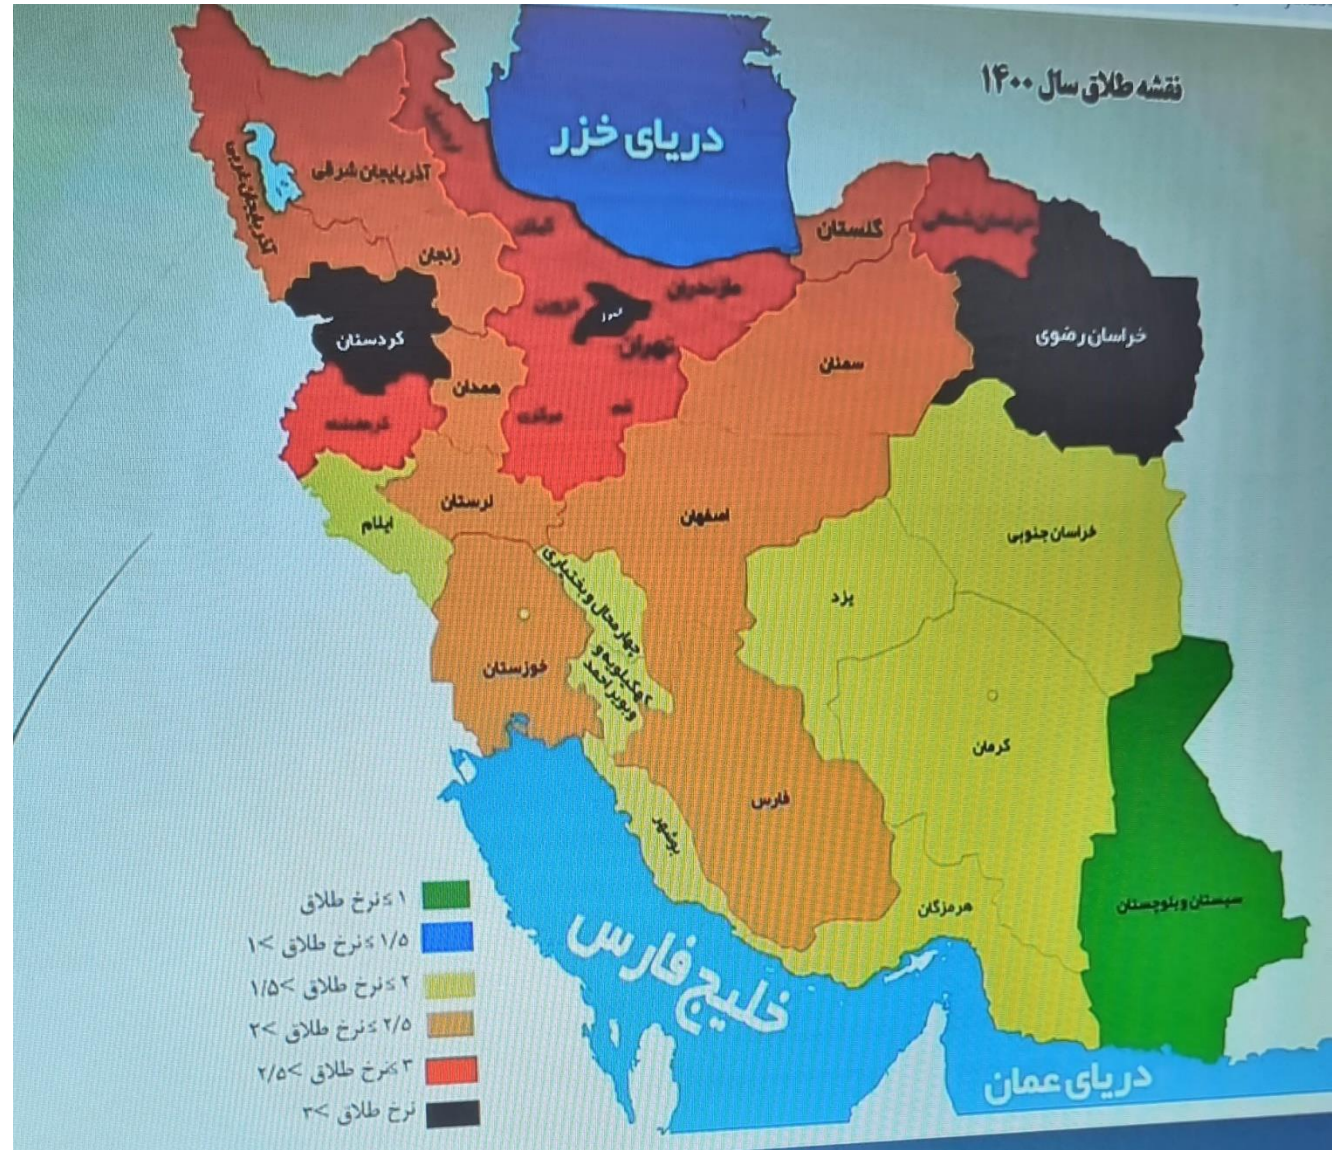 نقشه طلاق سال ۱۴۰۰
دریای خزر
آذربایجان شرقی
آذربایجان غربی
گیلان
گلستان
خراسان شمالی
زنجان
مازندران
قزوین
البرز
تهران
کردستان
خراسان رضوی
سمنان
همدان
مرکزی
قم
کرمانشاه
لرستان
اصفهان
ایلام
خراسان جنوبی
چهارمحال و بختیاری
یزد
خوزستان
کهکیلویه و
و بویر احمد
کرمان
فارس
بوشهر
هرمزگان
سیستان و بلوچستان
خلیج فارس
دریای عمان
۱ ≥ نرخ طلاق
۱/۵ ≥ نرخ طلاق >۱
۲ ≥ نرخ طلاق >۱/۵
۲/۵ ≥ نرخ طلاق >۲
۳ ≥ نرخ طلاق >۲/۵
نرخ طلاق >۳